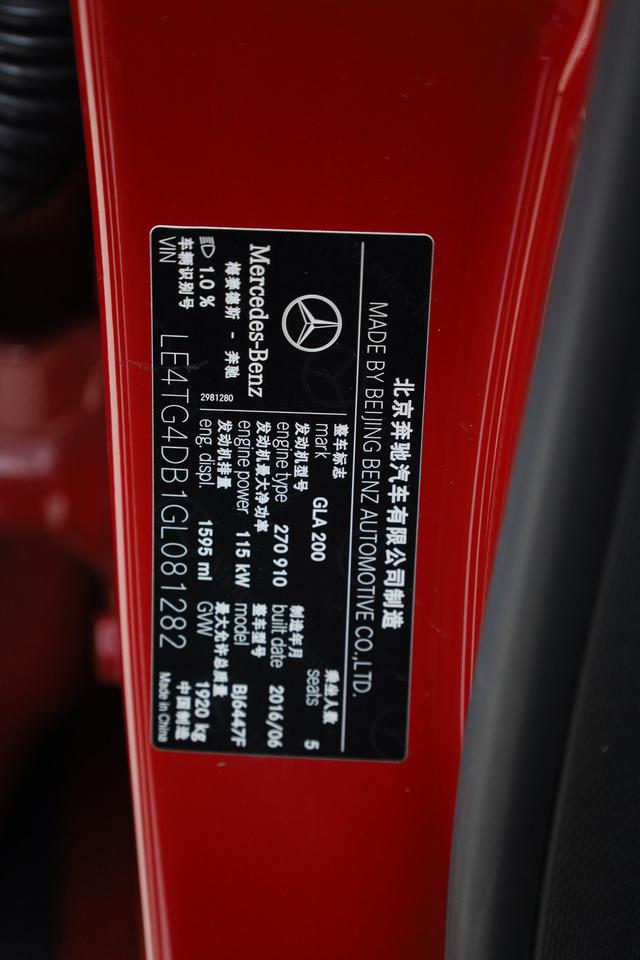 北京奔驰汽车有限公司制造
MADE BY BEIJING BENZ AUTOMOTIVE CO.,LTD.
整车标志
mark GLA 200
乘坐人数
seats 5
发动机型号
engine type 270 910
制造年月
built date 2016/06
发动机最大净功率
engine power 115 kW
整车型号
model BJ6447F
发动机排量
eng. displ. 1595 ml
最大允许总质量
GVW 1920 kg
Mercedes-Benz
梅赛德斯 - 奔驰
1.0 %
2981280
车辆识别号
VIN LE4TG4DB1GL081282
中国制造
Made in China